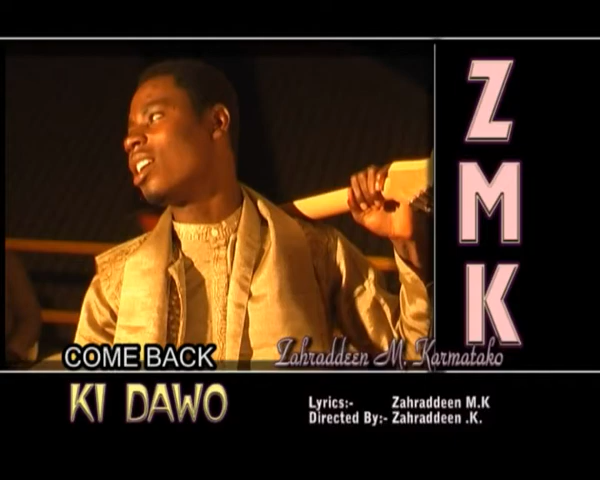 Z
M
K
COME BACK
Zahraddeen M. Karmatako
KI DAWO
Lyrics:- Zahraddeen M.K
Directed By:- Zahraddeen .K.